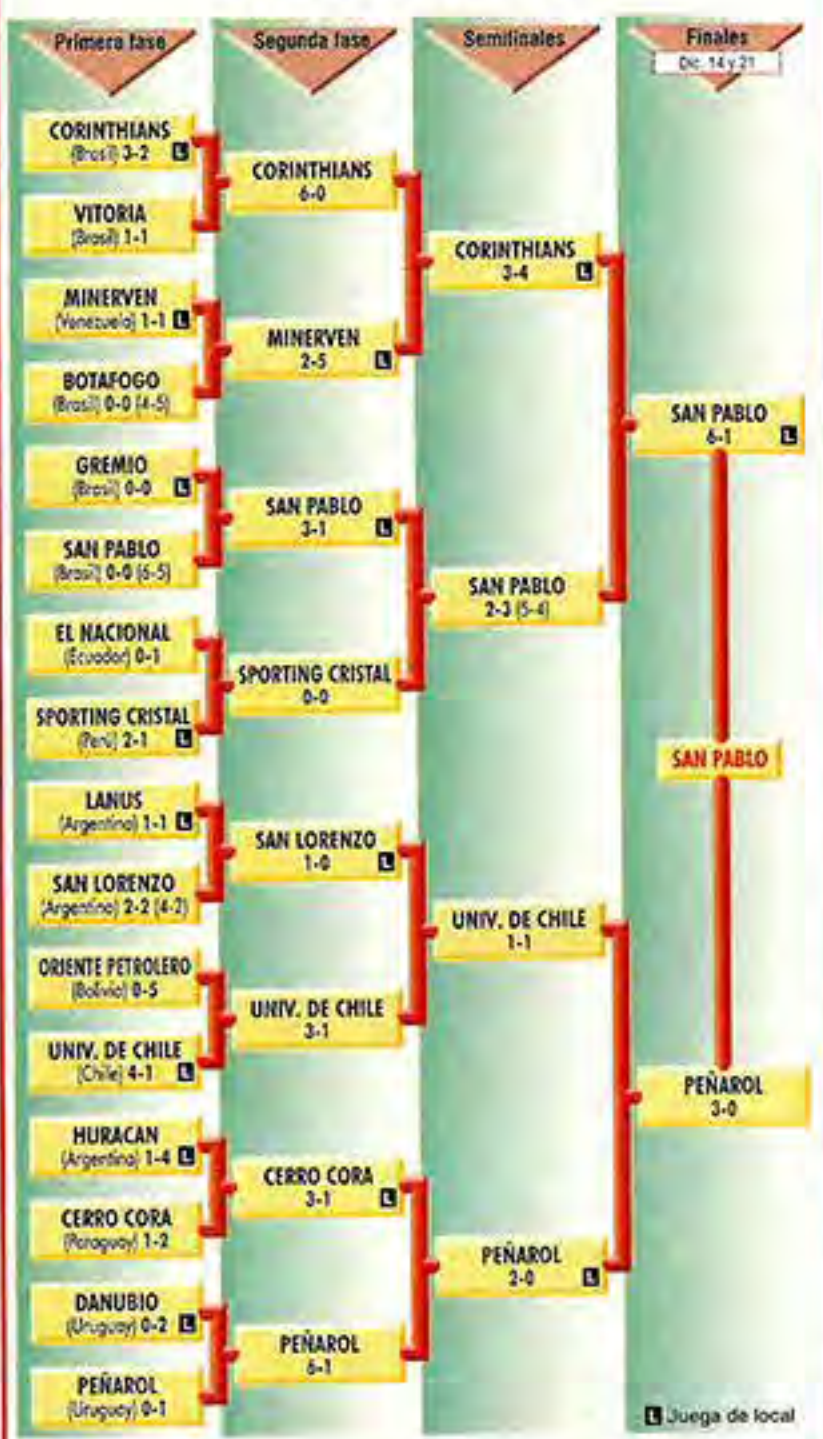 Primera fase
Segunda fase
Semifinales
Finales
Dic. 14 y 21
CORINTHIANS
(Brasil) 3-2 L
VITORIA
(Brasil) 1-1
MINERVEN
(Venezuela) 1-1 L
BOTAFOGO
(Brasil) 0-0 (4-5)
GREMIO
(Brasil) 0-0 L
SAN PABLO
(Brasil) 0-0 (6-5)
EL NACIONAL
(Ecuador) 0-1
SPORTING CRISTAL
(Perú) 2-1 L
LANUS
(Argentina) 1-1 L
SAN LORENZO
(Argentina) 2-2 (4-2)
ORIENTE PETROLERO
(Bolivia) 0-5
UNIV. DE CHILE
(Chile) 4-1 L
HURACAN
(Argentina) 1-4 L
CERRO CORA
(Paraguay) 1-2
DANUBIO
(Uruguay) 0-2 L
PEÑAROL
(Uruguay) 0-1
CORINTHIANS
6-0
MINERVEN
2-5 L
SAN PABLO
3-1 L
SPORTING CRISTAL
0-0
SAN LORENZO
1-0 L
UNIV. DE CHILE
3-1
CERRO CORA
3-1 L
PEÑAROL
6-1
CORINTHIANS
3-4 L
SAN PABLO
2-3 (5-4)
UNIV. DE CHILE
1-1
PEÑAROL
2-0 L
SAN PABLO
6-1 L
SAN PABLO
PEÑAROL
3-0
L Juega de local